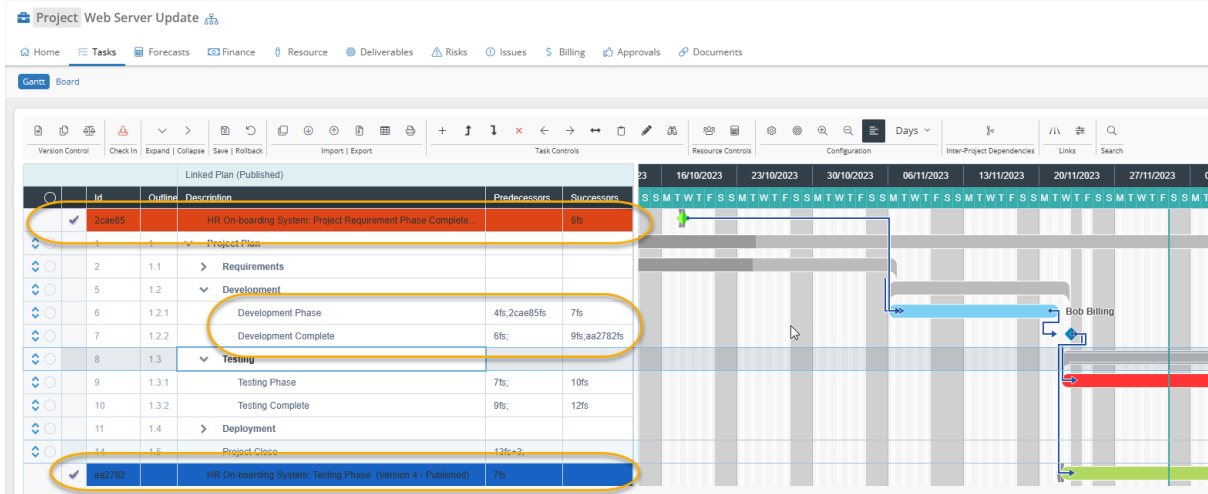 Project Web Server Update
Home Tasks Forecasts Finance Resource Deliverables Risks Issues Billing Approvals Documents
Gantt Board
Days
Version Control Check In Expand | Collapse Save | Rollback Import | Export Task Controls Resource Controls Configuration Inter-Project Dependencies Links Search
Linked Plan (Published) 23 16/10/2023 23/10/2023 30/10/2023 06/11/2023 13/11/2023 20/11/2023 27/11/2023
Id Outline Description Predecessors Successors S S M T W T F S S M T W T F S S M T W T F S S M T W T F S S M T W T F S S M T W T F S S M T W T F S S M T
2cae85 HR On-boarding System: Project Requirement Phase Complete... 6fs
1 1 Project Plan
2 1.1 Requirements
5 1.2 Development
6 1.2.1 Development Phase 4fs;2cae85fs 7fs Bob Billing
7 1.2.2 Development Complete 6fs; 9fs;aa2782fs
8 1.3 Testing
9 1.3.1 Testing Phase 7fs; 10fs
10 1.3.2 Testing Complete 9fs; 12fs
11 1.4 Deployment
14 1.5 Project Close 13fs+3;
aa2782 HR On-boarding System: Testing Phase (Version 4 - Published) 7fs